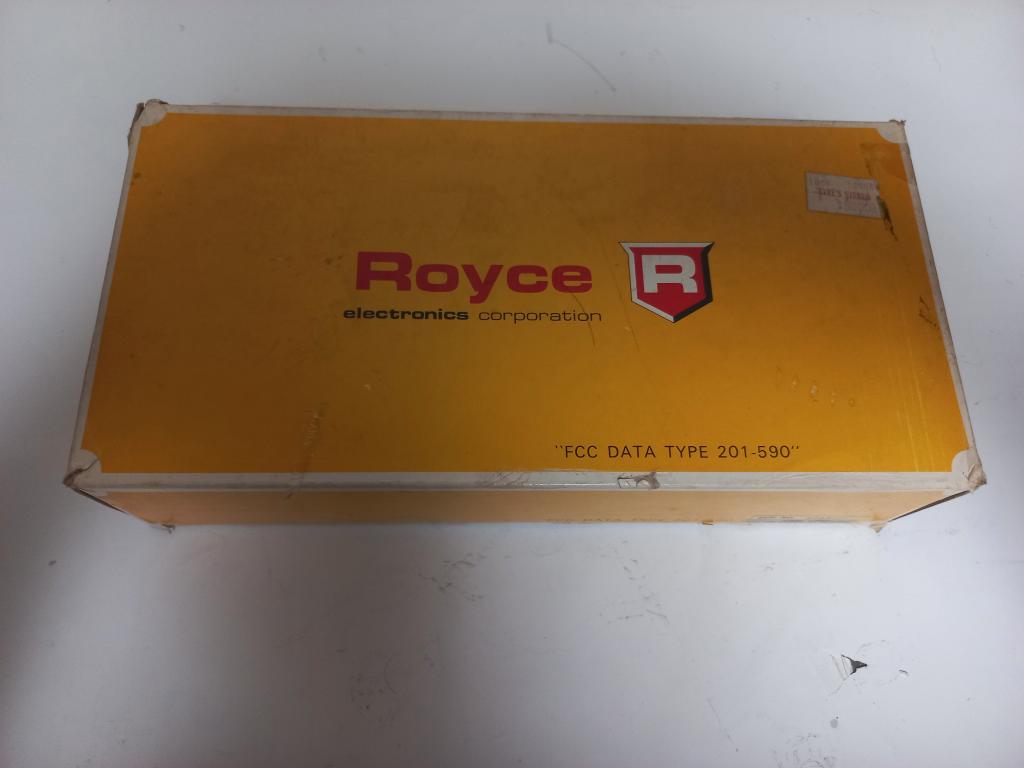 Royce
R
electronics corporation
"FCC DATA TYPE 201-590"